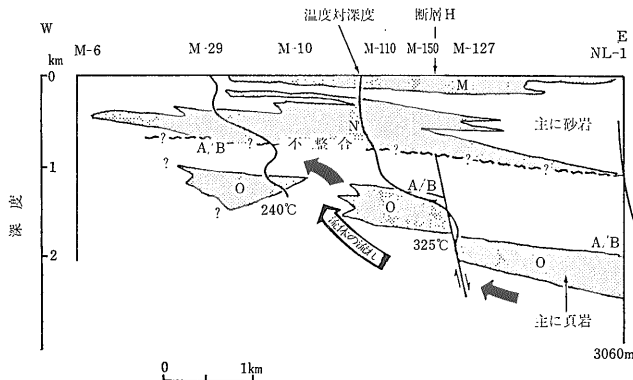 温度対深度 断層H
W E
M-6 M-29 M-10 M-110 M-150 M-127 NL-1
0
km
M
N
主に砂岩
? A/B ? 不整合 ? ?
1
? A/B
O O
240℃
A/B
流体の流れ
325℃
O
?
2
深度
主に頁岩
3060m
0 1km